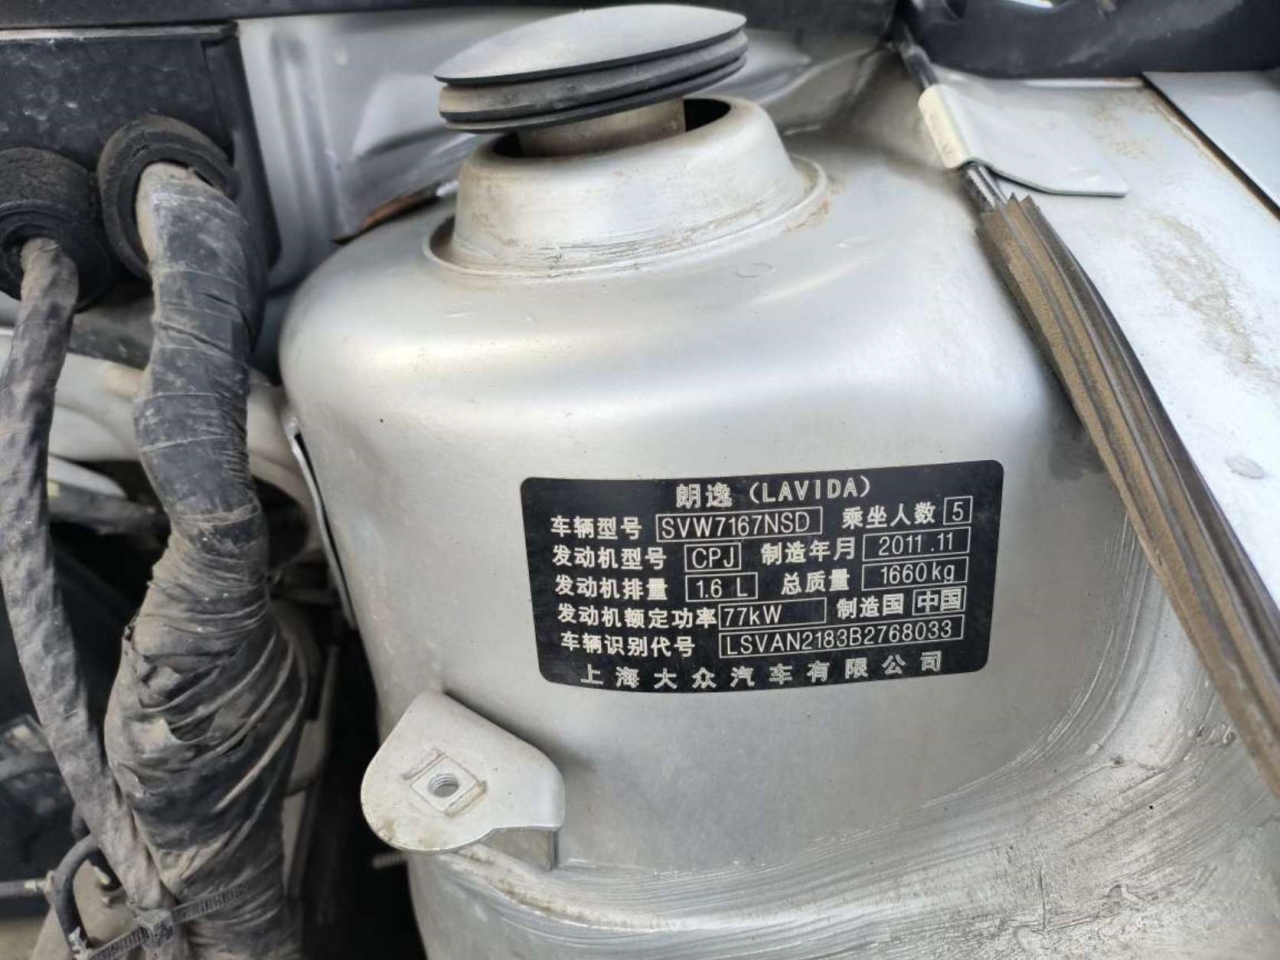 朗逸（LAVIDA）
车辆型号 SVW7167NSD 乘坐人数 5
发动机型号 CPJ 制造年月 2011.11
发动机排量 1.6 L 总质量 1660kg
发动机额定功率 77kW 制造国 中国
车辆识别代号 LSVAN2183B2768033
上海大众汽车有限公司